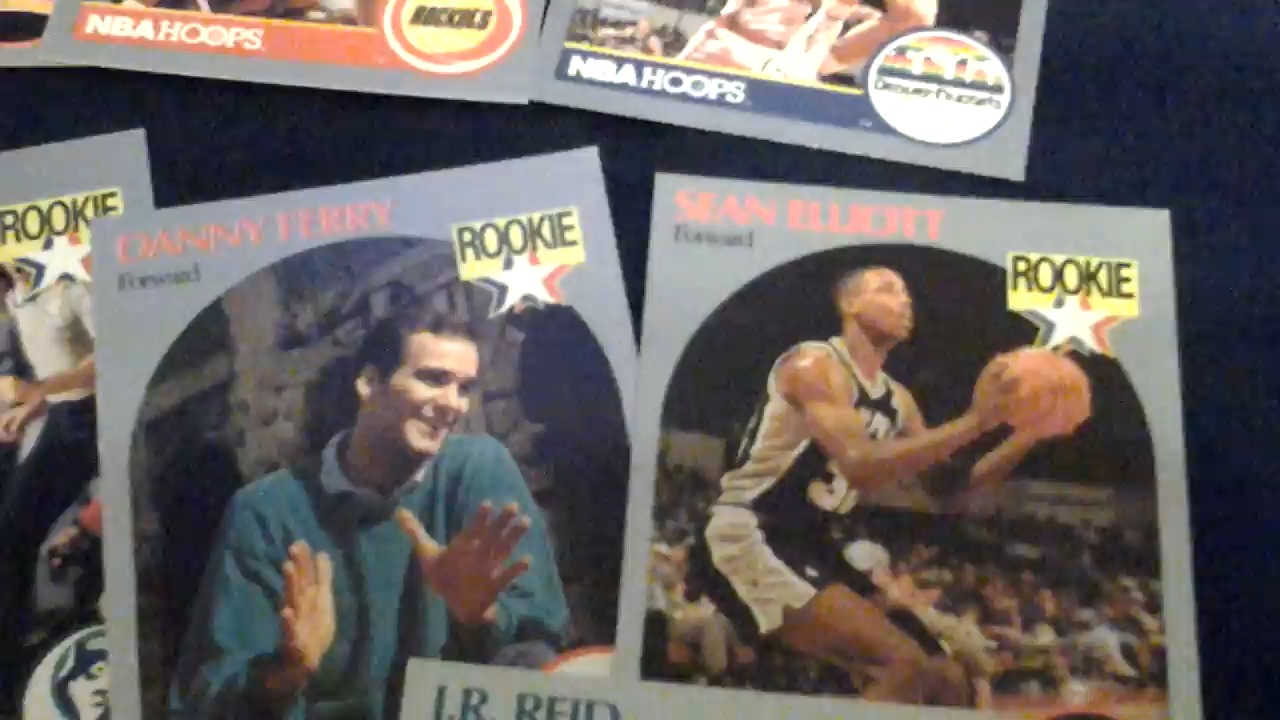 NBA HOOPS
ROCKETS
NBA HOOPS
Denver Nuggets
ROOKIE
DANNY FERRY
Forward
ROOKIE
SEAN ELLIOTT
Forward
ROOKIE
J.R. REID